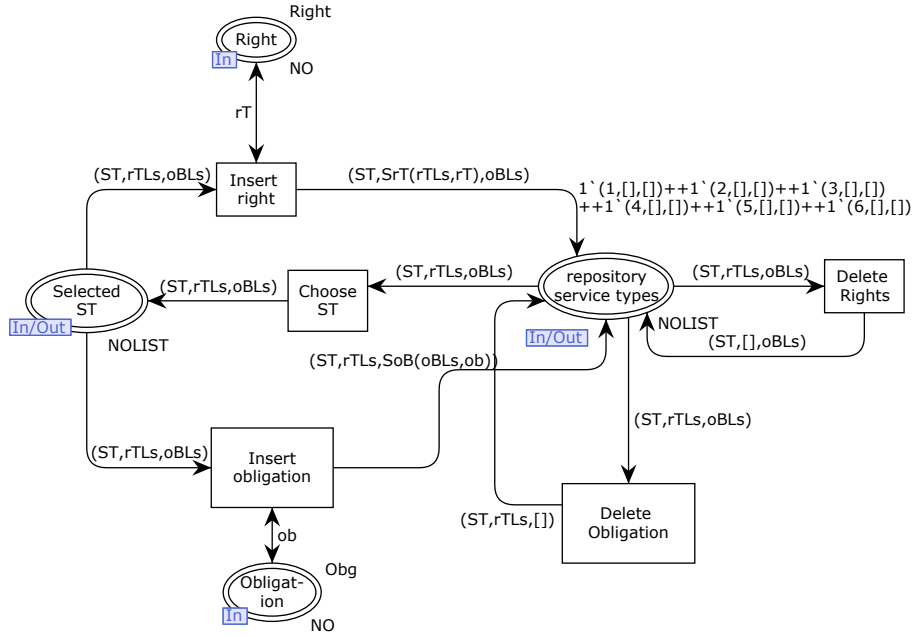 Right
Right
In
NO
rT
(ST,rTLs,oBLs)
Insert
right
(ST,SrT(rTLs,rT),oBLs)
1`(1,[],[])++1`(2,[],[])++1`(3,[],[])
++1`(4,[],[])++1`(5,[],[])++1`(6,[],[])
Selected
ST
In/Out
NOLIST
(ST,rTLs,oBLs)
Choose
ST
(ST,rTLs,oBLs)
repository
service types
In/Out
NOLIST
(ST,rTLs,oBLs)
Delete
Rights
(ST,[],oBLs)
(ST,rTLs,SoB(oBLs,ob))
(ST,rTLs,oBLs)
(ST,rTLs,oBLs)
Insert
obligation
(ST,rTLs,[])
Delete
Obligation
ob
Obg
Obligat-
ion
In
NO